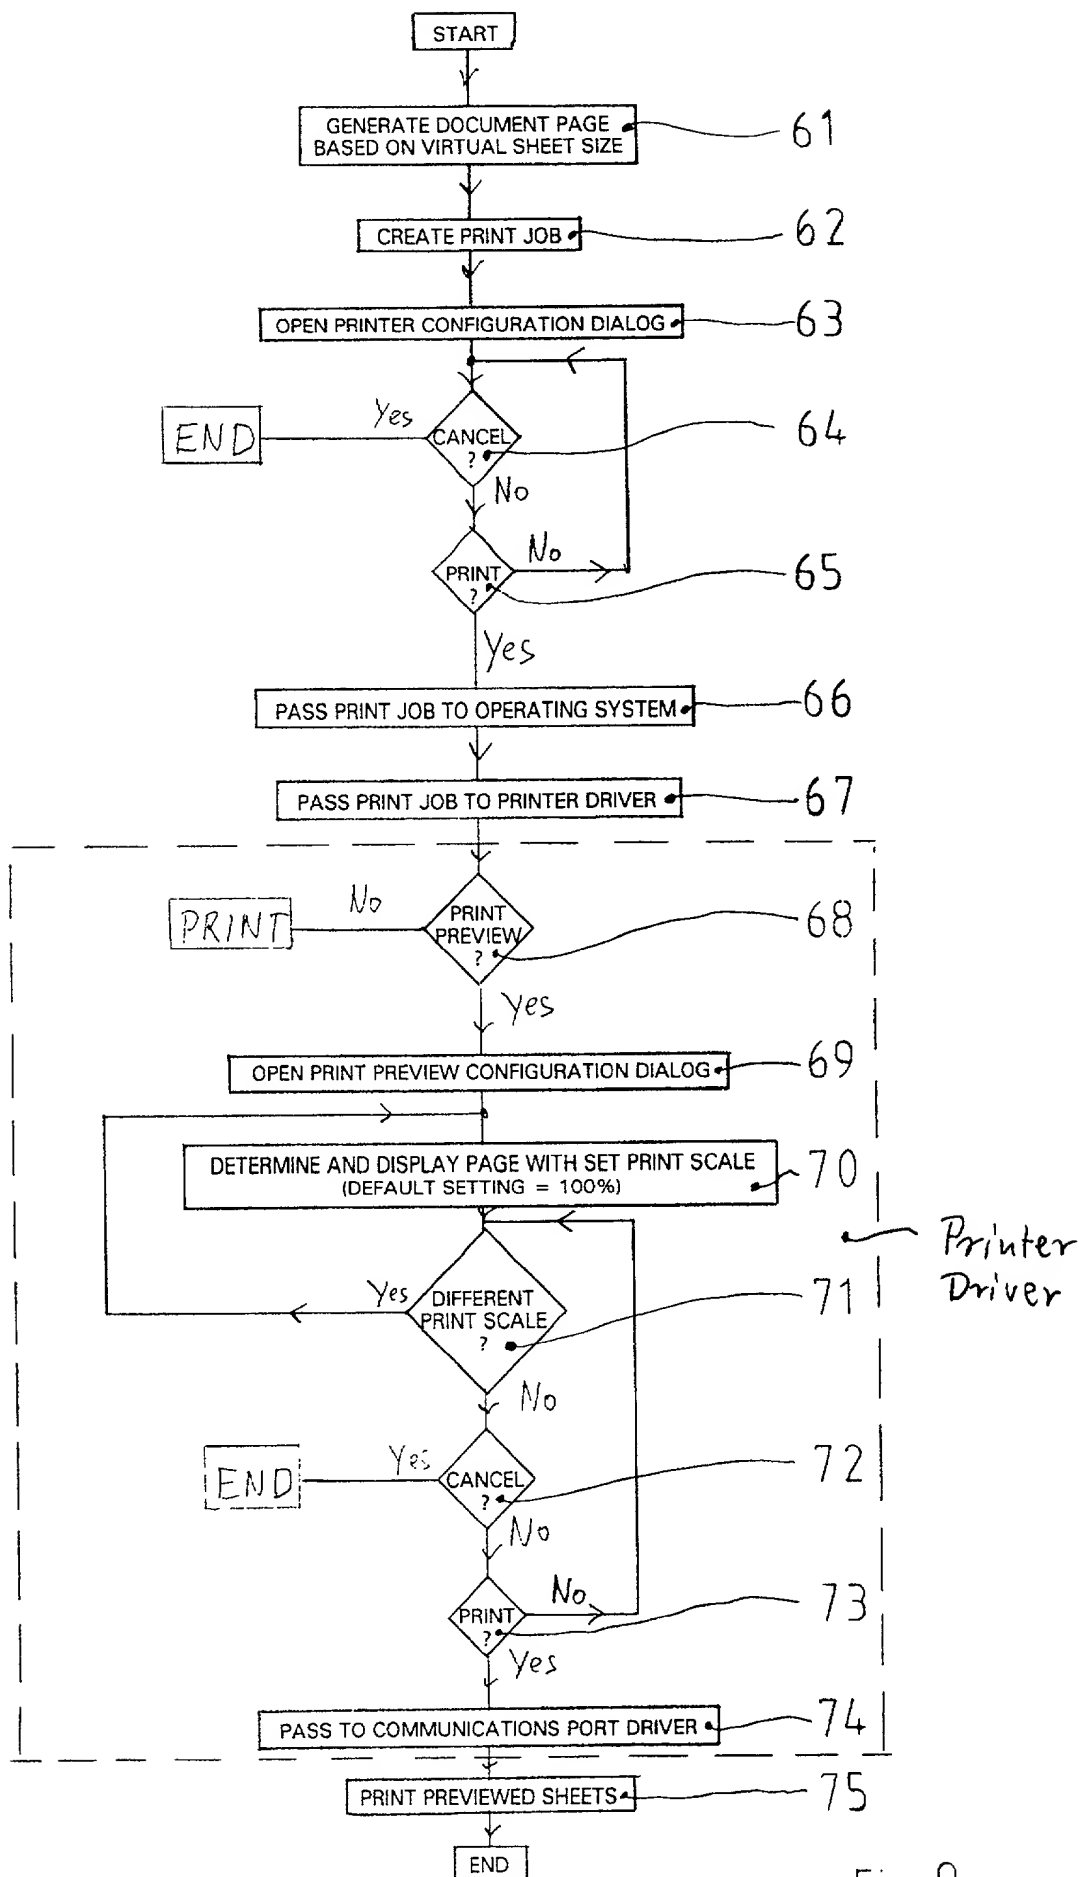 START
GENERATE DOCUMENT PAGE
BASED ON VIRTUAL SHEET SIZE
61
CREATE PRINT JOB
62
OPEN PRINTER CONFIGURATION DIALOG
63
END
Yes
CANCEL
?
64
No
PRINT
?
No
65
Yes
PASS PRINT JOB TO OPERATING SYSTEM
66
PASS PRINT JOB TO PRINTER DRIVER
67
PRINT
No
PRINT
PREVIEW
?
68
Yes
OPEN PRINT PREVIEW CONFIGURATION DIALOG
69
DETERMINE AND DISPLAY PAGE WITH SET PRINT SCALE
(DEFAULT SETTING = 100%)
70
Printer
Driver
Yes
DIFFERENT
PRINT SCALE
?
71
No
END
Yes
CANCEL
?
72
No
PRINT
?
No
73
Yes
PASS TO COMMUNICATIONS PORT DRIVER
74
PRINT PREVIEWED SHEETS
75
END